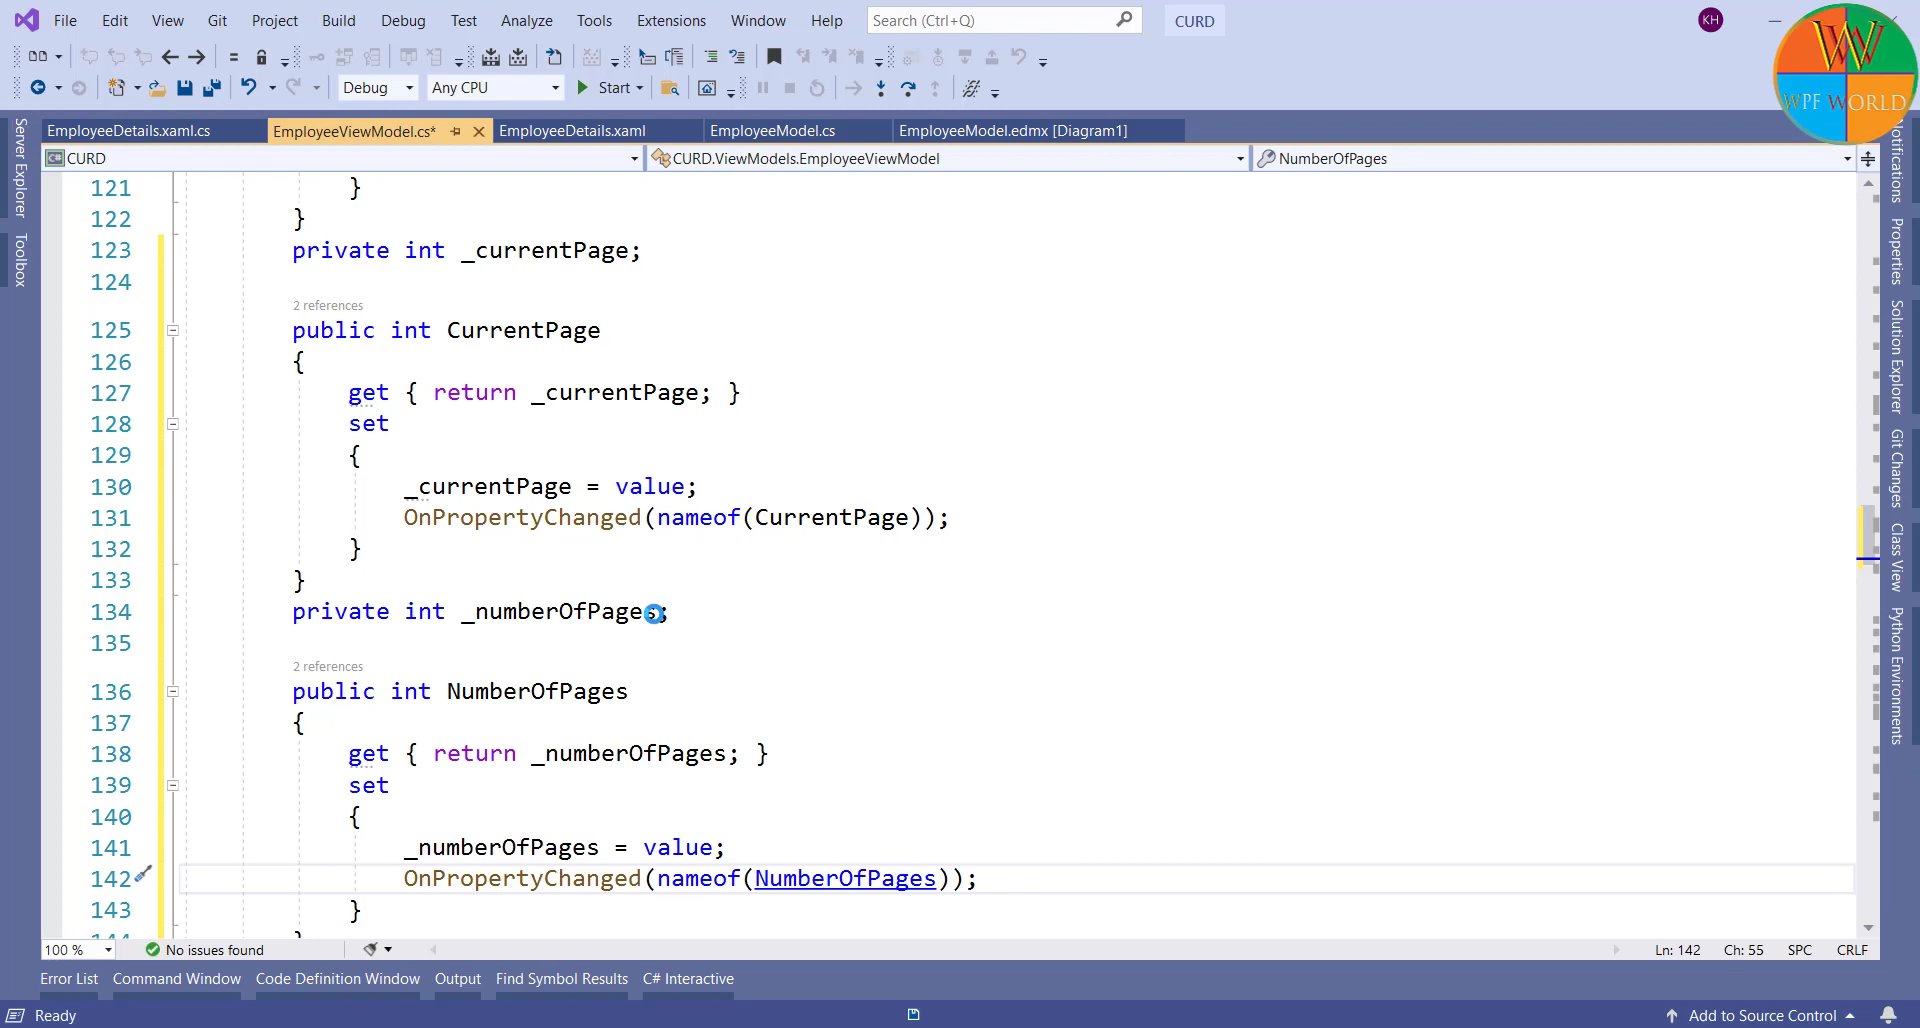 File Edit View Git Project Build Debug Test Analyze Tools Extensions Window Help Search (Ctrl+Q) CURD KH
WPF WORLD
Debug Any CPU Start
EmployeeDetails.xaml.cs EmployeeViewModel.cs* EmployeeDetails.xaml EmployeeModel.cs EmployeeModel.edmx [Diagram1]
CURD CURD.ViewModels.EmployeeViewModel NumberOfPages
Server Explorer
Toolbox
121 }
122 }
123 private int _currentPage;
124
2 references
125 public int CurrentPage
126 {
127 get { return _currentPage; }
128 set
129 {
130 _currentPage = value;
131 OnPropertyChanged(nameof(CurrentPage));
132 }
133 }
134 private int _numberOfPages;
135
2 references
136 public int NumberOfPages
137 {
138 get { return _numberOfPages; }
139 set
140 {
141 _numberOfPages = value;
142 OnPropertyChanged(nameof(NumberOfPages));
143 }
Notifications
Properties
Solution Explorer
Git Changes
Class View
Python Environments
100 % No issues found Ln: 142 Ch: 55 SPC CRLF
Error List Command Window Code Definition Window Output Find Symbol Results C# Interactive
Ready Add to Source Control